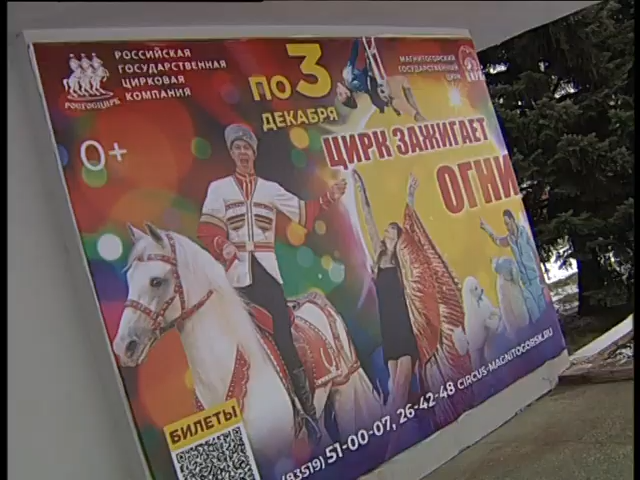 РОСГОСЦИРК
РОССИЙСКАЯ
ГОСУДАРСТВЕННАЯ
ЦИРКОВАЯ
КОМПАНИЯ
ПО 3
ДЕКАБРЯ
МАГНИТОГОРСКИЙ
ГОСУДАРСТВЕННЫЙ
ЦИРК
0+
ЦИРК ЗАЖИГАЕТ
ОГНИ
БИЛЕТЫ
(83519) 51-00-07, 26-42-48 CIRCUS-MAGNITOGORSK.RU